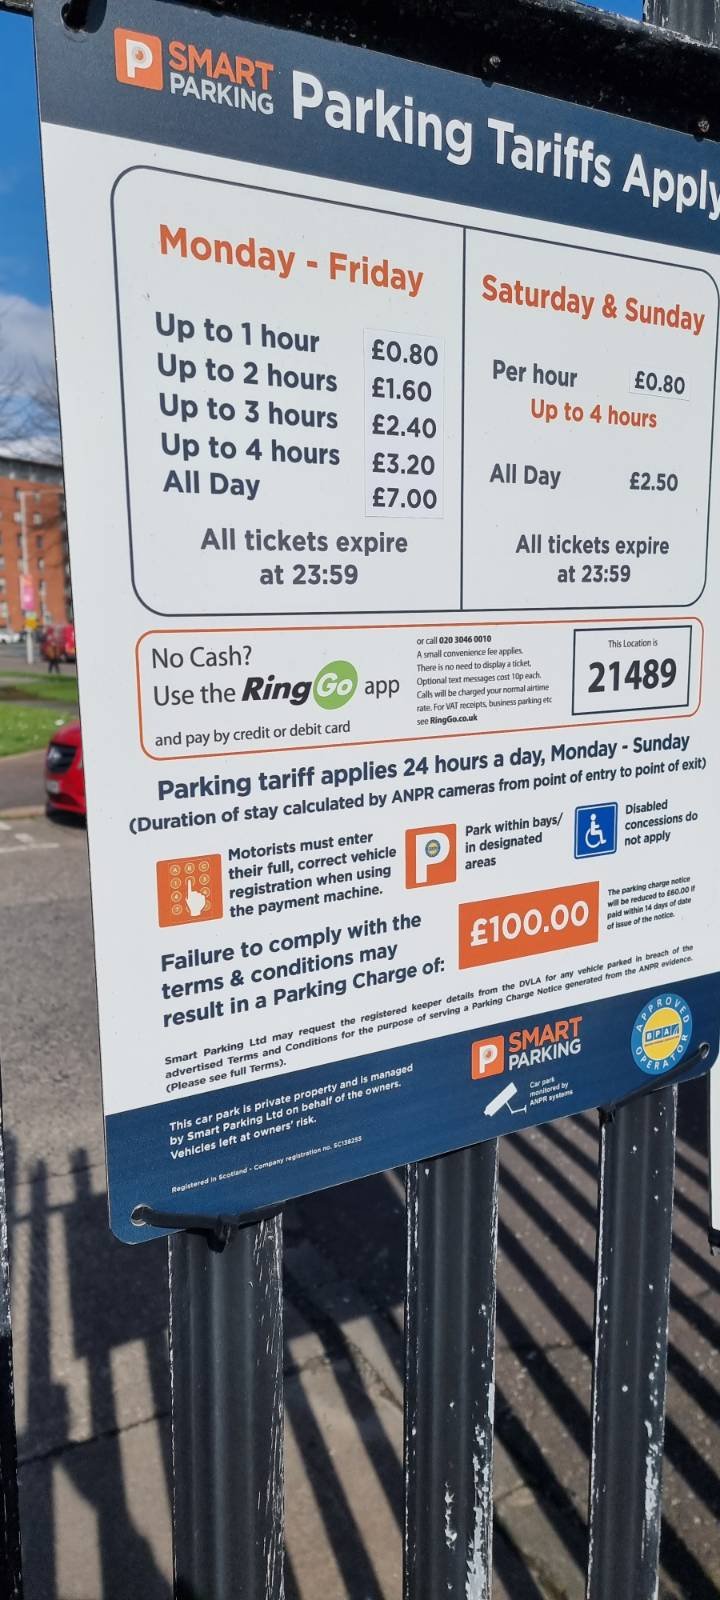 P SMART
PARKING
Parking Tariffs Apply
Monday - Friday
Up to 1 hour £0.80
Up to 2 hours £1.60
Up to 3 hours £2.40
Up to 4 hours £3.20
All Day £7.00
All tickets expire
at 23:59
Saturday & Sunday
Per hour £0.80
Up to 4 hours
All Day £2.50
All tickets expire
at 23:59
No Cash?
Use the RingGo app
and pay by credit or debit card
or call 020 3046 0010
A small convenience fee applies.
There is no need to display a ticket.
Optional text messages cost 10p each.
Calls will be charged your normal airtime
rate. For VAT receipts, business parking etc
see RingGo.co.uk
This Location is
21489
Parking tariff applies 24 hours a day, Monday - Sunday
(Duration of stay calculated by ANPR cameras from point of entry to point of exit)
Motorists must enter
their full, correct vehicle
registration when using
the payment machine.
P
Park within bays/
in designated
areas
Disabled
concessions do
not apply
Failure to comply with the
terms & conditions may
result in a Parking Charge of:
£100.00
The parking charge notice
will be reduced to £60.00 if
paid within 14 days of date
of issue of the notice.
Smart Parking Ltd may request the registered keeper details from the DVLA for any vehicle parked in breach of the
advertised Terms and Conditions for the purpose of serving a Parking Charge Notice generated from the ANPR evidence.
(Please see full Terms).
P SMART
PARKING
APPROVED
BPA
OPERATOR
Car park
monitored by
ANPR systems
This car park is private property and is managed
by Smart Parking Ltd on behalf of the owners.
Vehicles left at owners' risk.
Registered in Scotland - Company registration no. SC138255